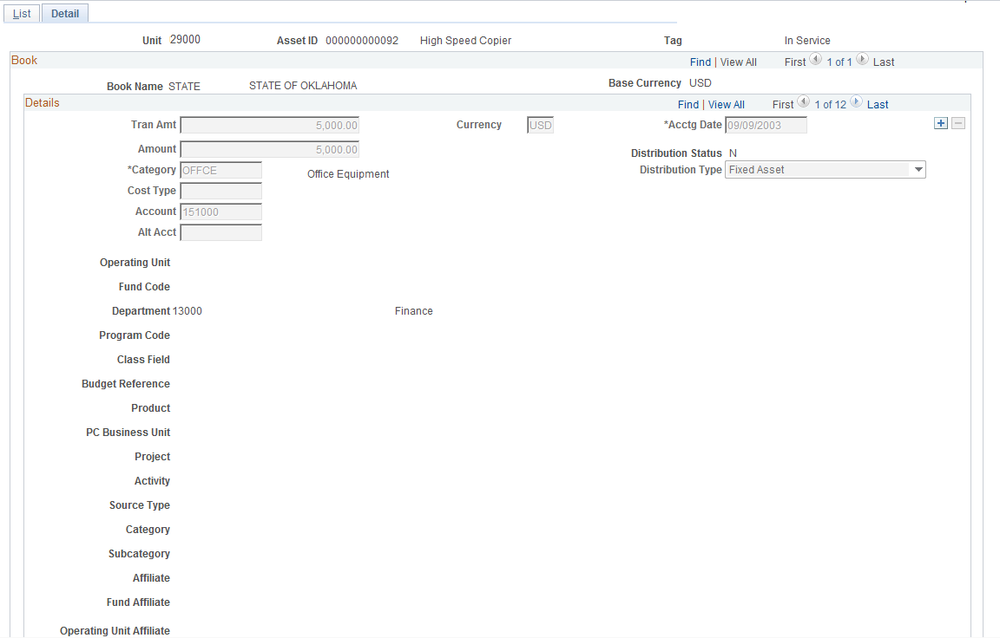 List Detail
Unit 29000 Asset ID 000000000092 High Speed Copier Tag In Service
Book Find | View All First 1 of 1 Last
Book Name STATE STATE OF OKLAHOMA Base Currency USD
Details Find | View All First 1 of 12 Last
Tran Amt 5,000.00 Currency USD *Acctg Date 09/09/2003
Amount 5,000.00 Distribution Status N
*Category OFFCE Office Equipment Distribution Type Fixed Asset
Cost Type
Account 151000
Alt Acct
Operating Unit
Fund Code
Department 13000 Finance
Program Code
Class Field
Budget Reference
Product
PC Business Unit
Project
Activity
Source Type
Category
Subcategory
Affiliate
Fund Affiliate
Operating Unit Affiliate